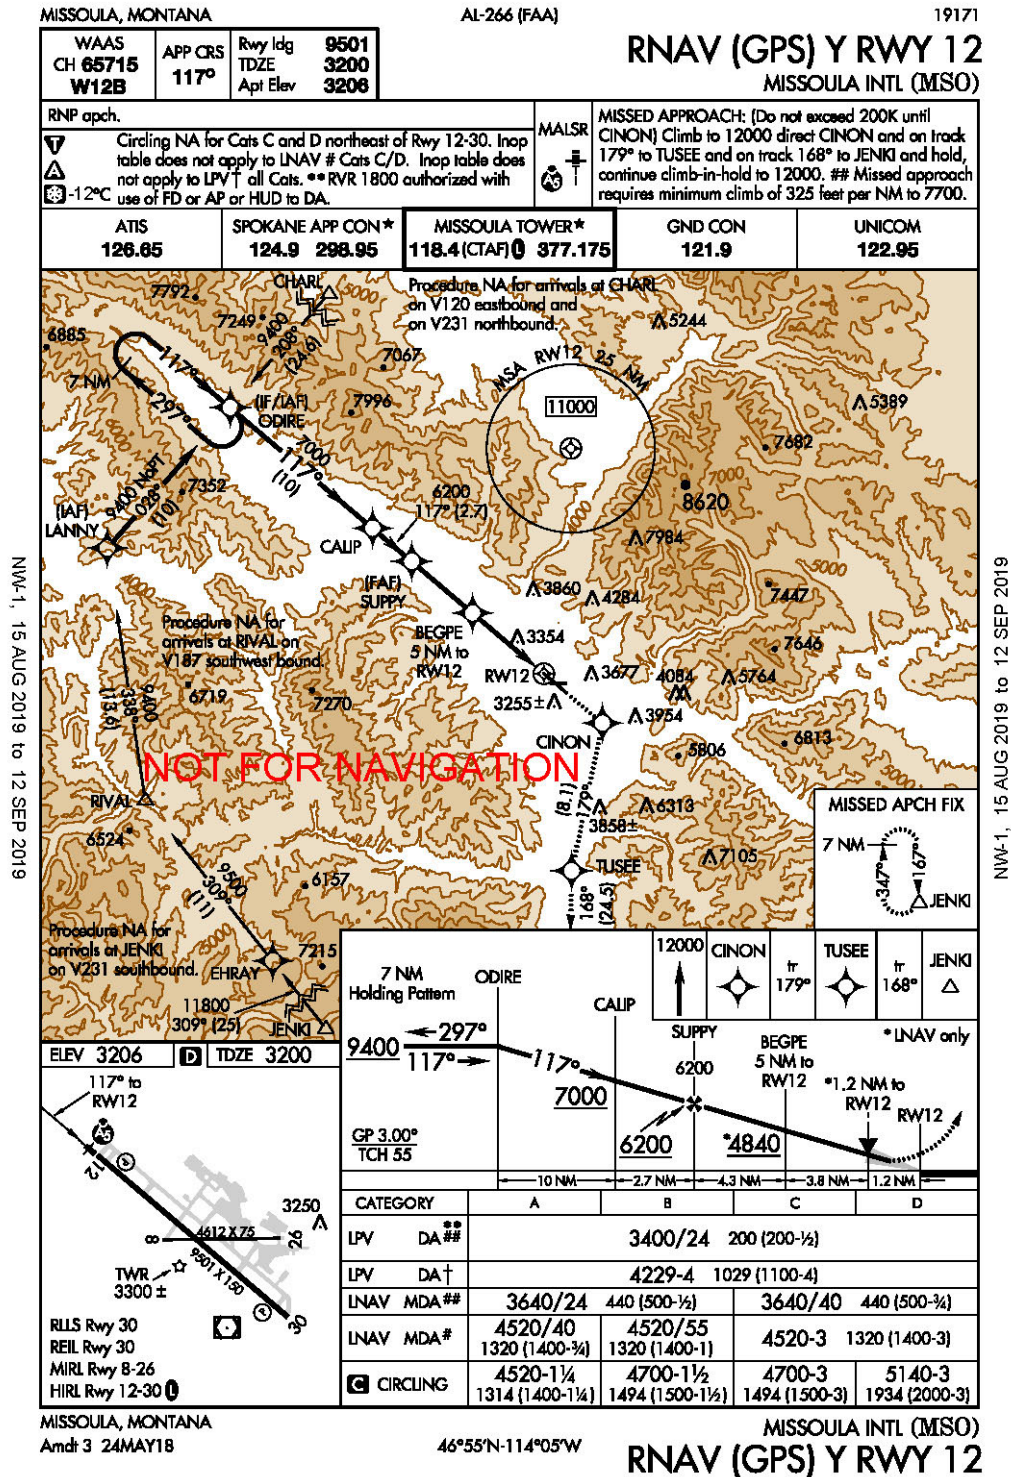 MISSOULA, MONTANA
AL-266 (FAA)
19171
WAAS
CH 65715
W12B
APP CRS
117°
Rwy ldg 9501
TDZE 3200
Apt Elev 3206
RNAV (GPS) Y RWY 12
MISSOULA INTL (MSO)
RNP apch.
T
A
-12°C
Circling NA for Cats C and D northeast of Rwy 12-30. Inop
table does not apply to LNAV # Cats C/D. Inop table does
not apply to LPV† all Cats. **RVR 1800 authorized with
use of FD or AP or HUD to DA.
MALSR
A5
MISSED APPROACH: (Do not exceed 200K until
CINON) Climb to 12000 direct CINON and on track
179° to TUSEE and on track 168° to JENKI and hold,
continue climb-in-hold to 12000. ## Missed approach
requires minimum climb of 325 feet per NM to 7700.
ATIS
126.65
SPOKANE APP CON*
124.9 298.95
MISSOULA TOWER*
118.4 (CTAF) L 377.175
GND CON
121.9
UNICOM
122.95
Procedure NA for arrivals at CHARL
on V120 eastbound and
on V231 northbound.
CHARL
5000
7792
7249
9400
208°
(24.6)
6885
7067
7996
5244
5389
7682
MSA RW12 25 NM
11000
117°
7 NM
297°
(IF/IAF)
ODIRE
7000
117°
(10)
9400 NoPT
028°
(10)
(IAF)
LANNY
7352
6200
117° (2.7)
CALIP
(FAF)
SUPPY
7000
8620
4000
7984
5000
7447
3860
4284
4000
Procedure NA for
arrivals at RIVAL on
V187 southwest bound.
BEGPE
5 NM to
RW12
3354
RW12
3677
4084
5764
7646
3255±
3954
9400
338°
(13.6)
6719
7270
CINON
5806
6813
5000
NOT FOR NAVIGATION
RIVAL
6524
(8.1)
179°
3858±
6313
7105
TUSEE
168°
(24.5)
MISSED APCH FIX
7 NM
347°
167°
JENKI
9500
309°
(11)
6157
Procedure NA for
arrivals at JENKI
on V231 southbound.
5000
EHRAY
7215
11800
309° (25)
JENKI
7 NM
Holding Pattern
ODIRE
CALIP
12000
CINON
tr
179°
TUSEE
tr
168°
JENKI
SUPPY
6200
BEGPE
5 NM to
RW12
*LNAV only
*1.2 NM to
RW12
RW12
9400
297°
117°
117°
7000
6200
*4840
GP 3.00°
TCH 55
10 NM
2.7 NM
4.3 NM
3.8 NM
1.2 NM
ELEV 3206
D
TDZE 3200
117° to
RW12
A5
P
12
3250
8
4612 X 75
26
9501 X 150
TWR
3300 ±
P
30
RLLS Rwy 30
REIL Rwy 30
MIRL Rwy 8-26
HIRL Rwy 12-30 L
CATEGORY A B C D
LPV DA **## 3400/24 200 (200-½)
LPV DA† 4229-4 1029 (1100-4)
LNAV MDA## 3640/24 440 (500-½) 3640/40 440 (500-¾)
LNAV MDA# 4520/40 1320 (1400-¾) 4520/55 1320 (1400-1) 4520-3 1320 (1400-3)
C CIRCLING 4520-1¼ 1314 (1400-1¼) 4700-1½ 1494 (1500-1½) 4700-3 1494 (1500-3) 5140-3 1934 (2000-3)
MISSOULA, MONTANA
Amdt 3 24MAY18
46°55'N-114°05'W
MISSOULA INTL (MSO)
RNAV (GPS) Y RWY 12
NW-1, 15 AUG 2019 to 12 SEP 2019
NW-1, 15 AUG 2019 to 12 SEP 2019